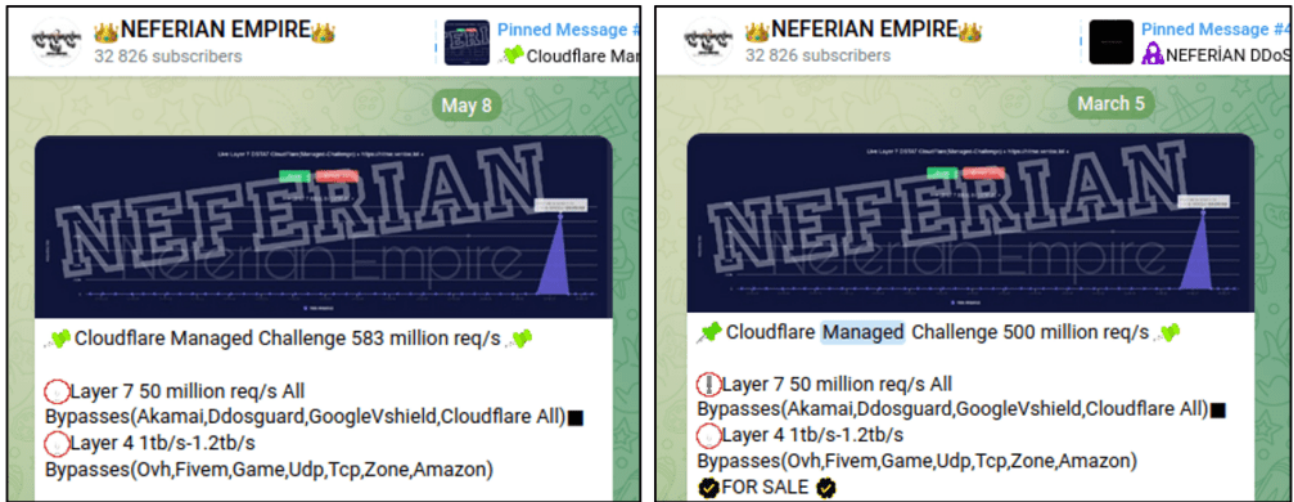 NEFERIAN EMPIRE
32 826 subscribers
Pinned Message #
Cloudflare Mar
May 8
NEFERIAN
Neferian Empire
Cloudflare Managed Challenge 583 million req/s
Layer 7 50 million req/s All
Bypasses(Akamai,Ddosguard,GoogleVshield,Cloudflare All)
Layer 4 1tb/s-1.2tb/s
Bypasses(Ovh,Fivem,Game,Udp,Tcp,Zone,Amazon)
NEFERIAN EMPIRE
32 826 subscribers
Pinned Message #4
NEFERİAN DDoS
March 5
NEFERIAN
Neferian Empire
Cloudflare Managed Challenge 500 million req/s
Layer 7 50 million req/s All
Bypasses(Akamai,Ddosguard,GoogleVshield,Cloudflare All)
Layer 4 1tb/s-1.2tb/s
Bypasses(Ovh,Fivem,Game,Udp,Tcp,Zone,Amazon)
FOR SALE